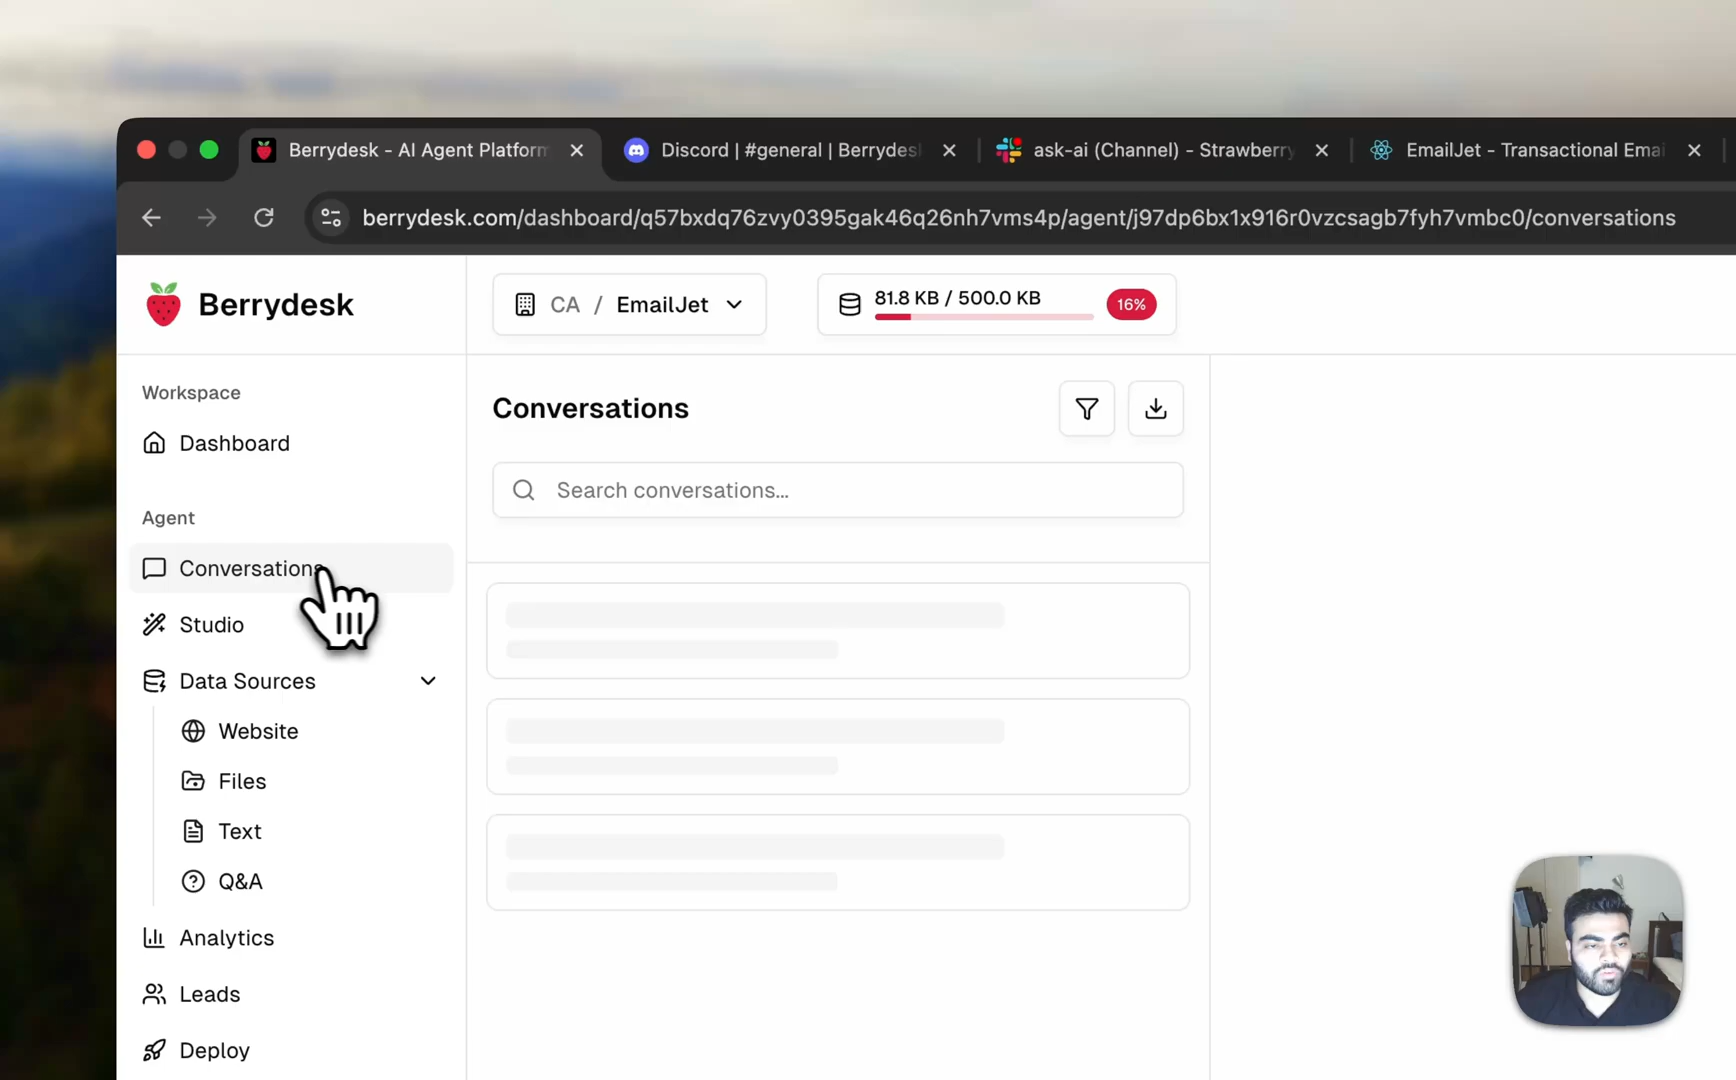 Berrydesk - AI Agent Platform
Discord | #general | Berrydes
ask-ai (Channel) - Strawberry
EmailJet - Transactional Emai
berrydesk.com/dashboard/q57bxdq76zvy0395gak46q26nh7vms4p/agent/j97dp6bx1x916r0vzcsagb7fyh7vmbc0/conversations
Berrydesk
CA / EmailJet
81.8 KB / 500.0 KB
16%
Workspace
Dashboard
Agent
Conversations
Studio
Data Sources
Website
Files
Text
Q&A
Analytics
Leads
Deploy
Conversations
Search conversations...